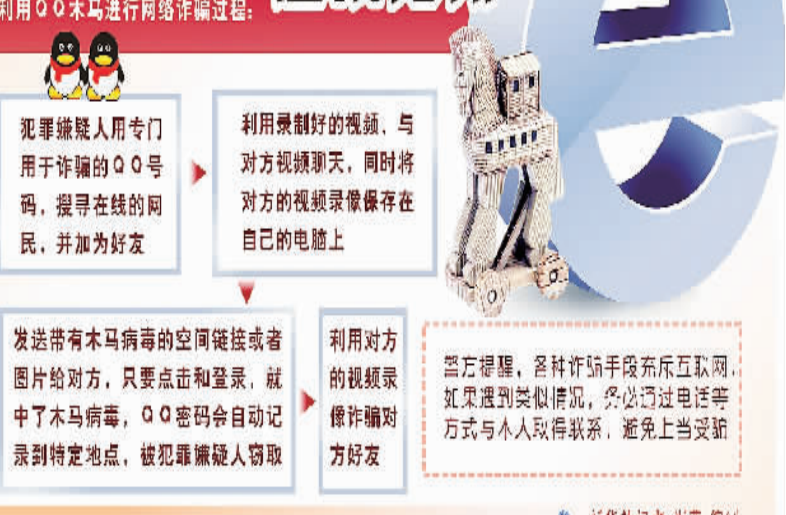 利用QQ木马进行网络诈骗过程：
犯罪嫌疑人用专门
用于诈骗的QQ号
码，搜寻在线的网
民，并加为好友
利用录制好的视频，与
对方视频聊天，同时将
对方的视频录像保存在
自己的电脑上
发送带有木马病毒的空间链接或者
图片给对方，只要点击和登录，就
中了木马病毒，QQ密码会自动记
录到特定地点，被犯罪嫌疑人窃取
利用对方
的视频录
像诈骗对
方好友
警方提醒，各种诈骗手段充斥互联网，
如果遇到类似情况，务必通过电话等
方式与本人取得联系，避免上当受骗